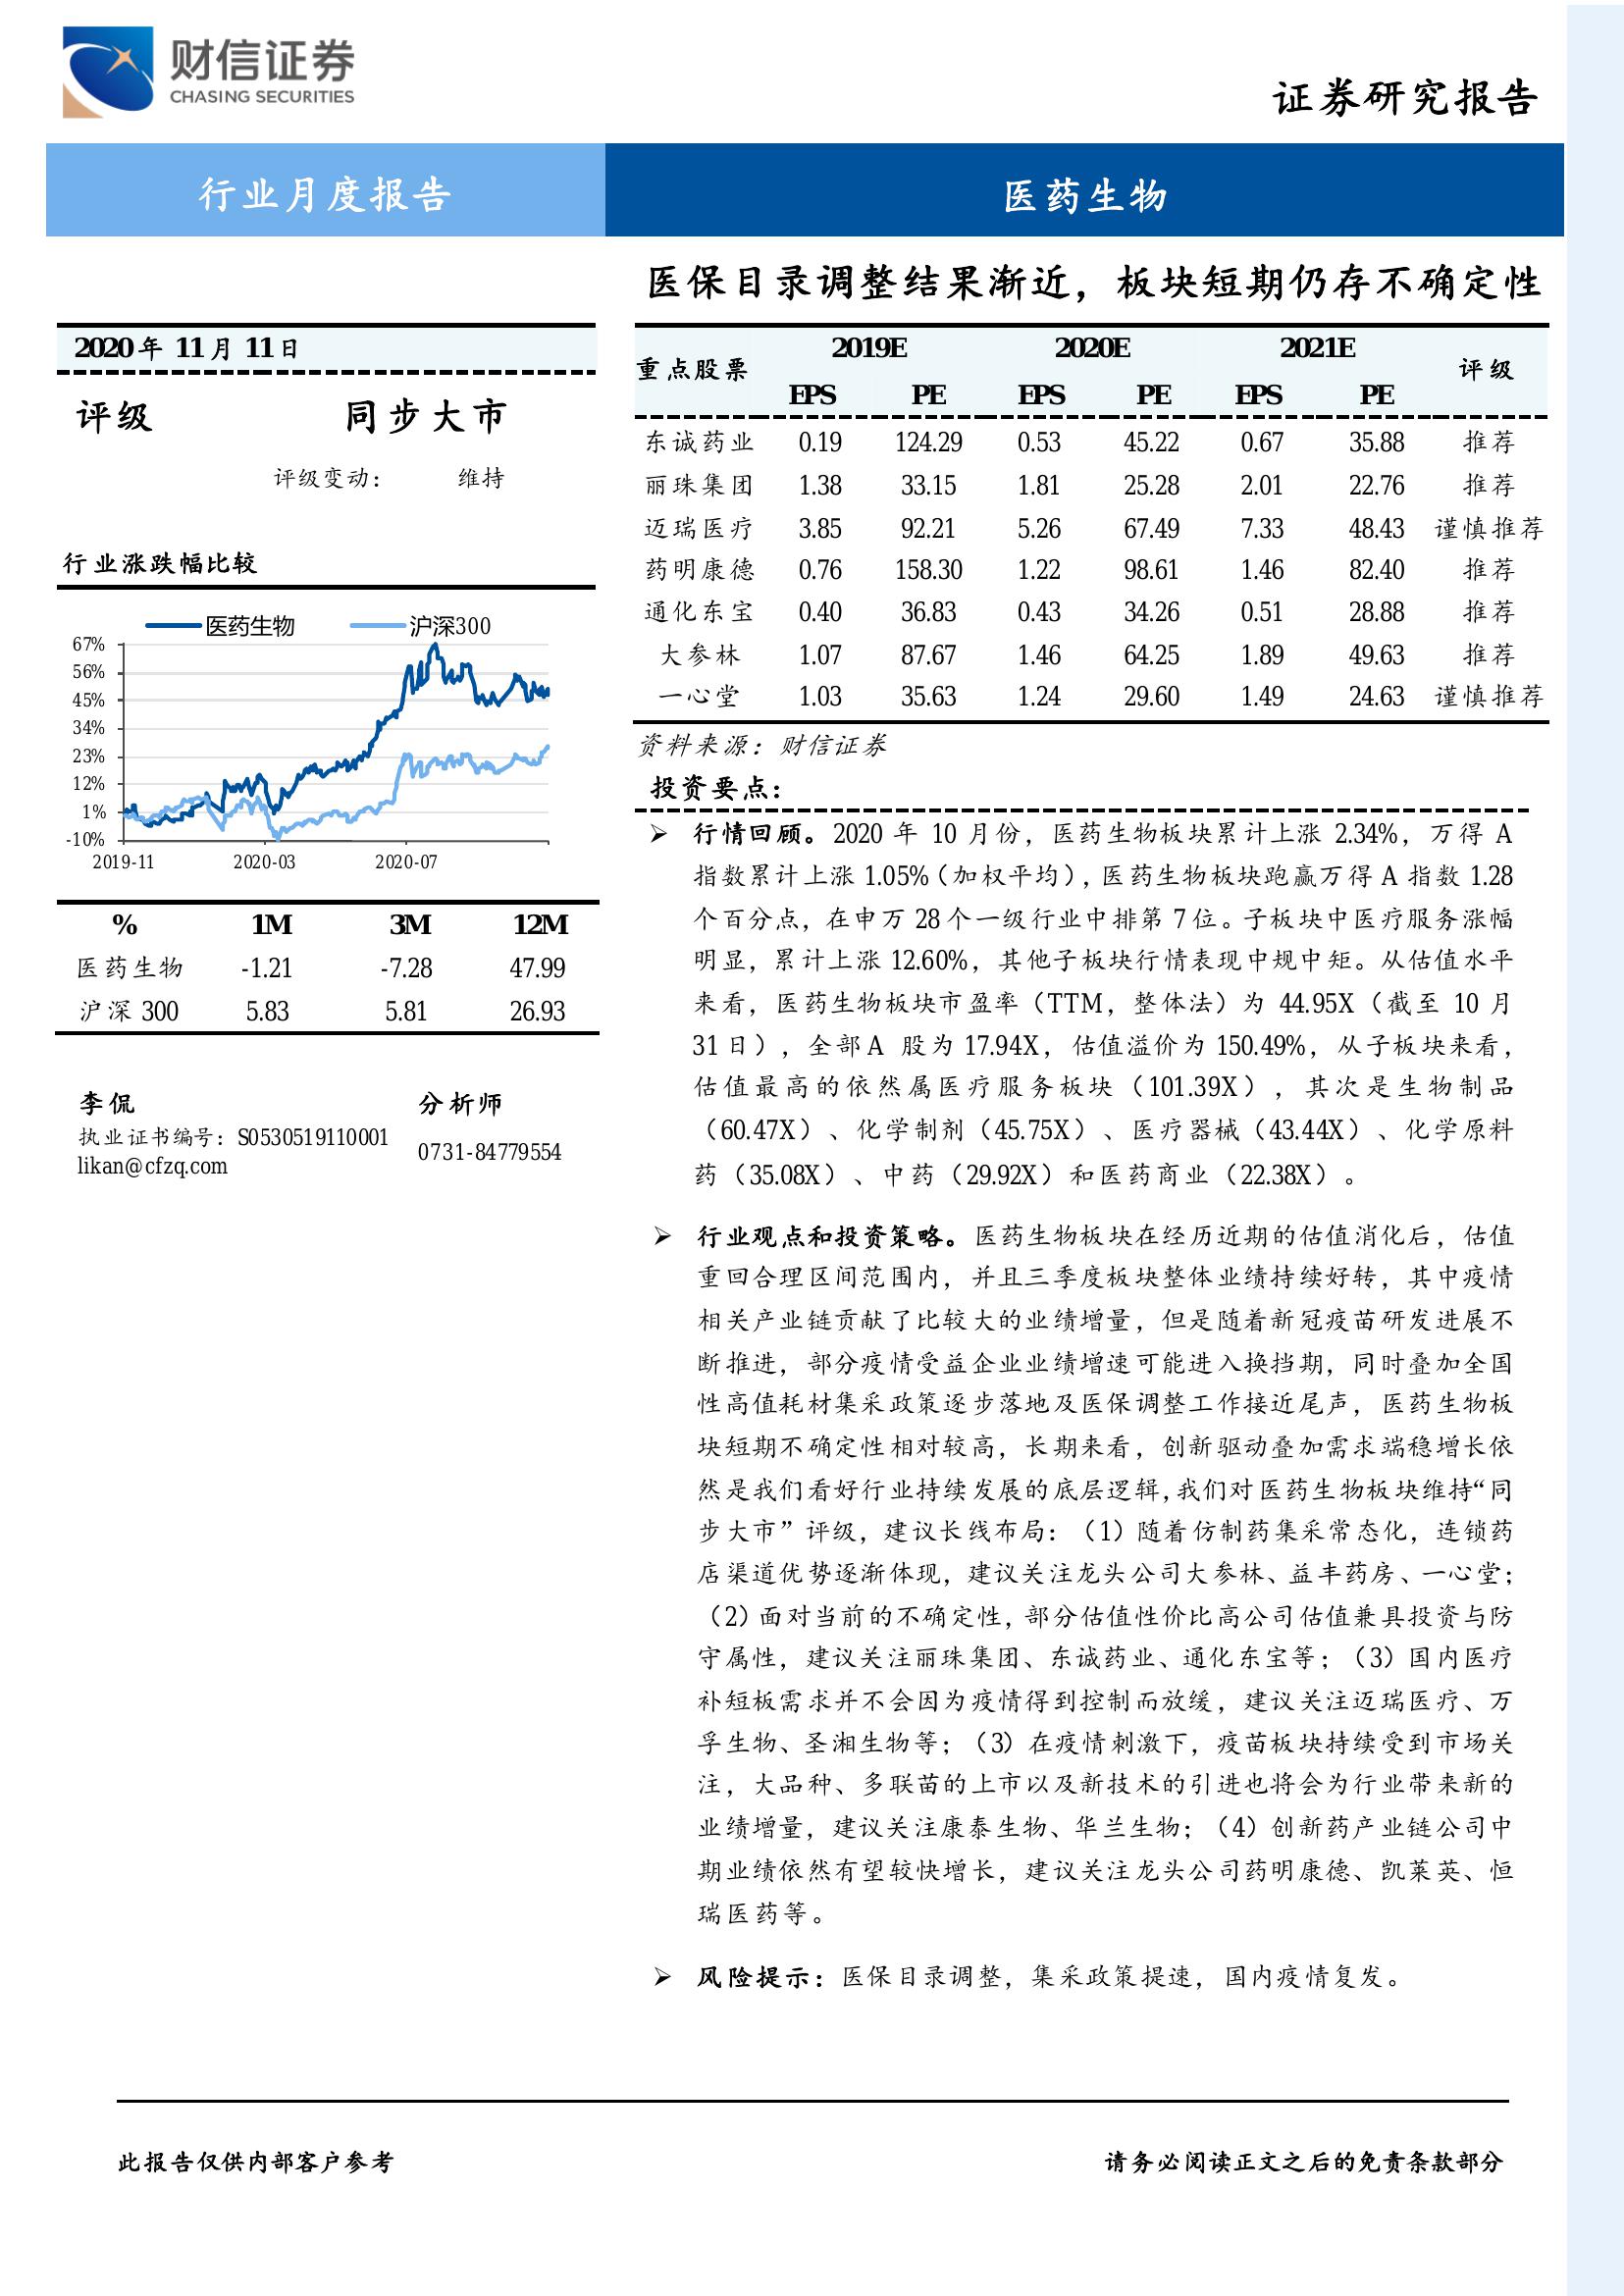 财信证券
CHASING SECURITIES
证券研究报告
行业月度报告
医药生物
医保目录调整结果渐近，板块短期仍存不确定性
2020年 11月 11日
评级 同步大市
评级变动： 维持
行业涨跌幅比较
医药生物 沪深300
67%
56%
45%
34%
23%
12%
1%
-10%
2019-11 2020-03 2020-07
% 1M 3M 12M
医药生物 -1.21 -7.28 47.99
沪深 300 5.83 5.81 26.93
李侃 分析师
执业证书编号：S0530519110001
0731-84779554
likan@cfzq.com
重点股票 2019E 2020E 2021E 评级
EPS PE EPS PE EPS PE
东诚药业 0.19 124.29 0.53 45.22 0.67 35.88 推荐
丽珠集团 1.38 33.15 1.81 25.28 2.01 22.76 推荐
迈瑞医疗 3.85 92.21 5.26 67.49 7.33 48.43 谨慎推荐
药明康德 0.76 158.30 1.22 98.61 1.46 82.40 推荐
通化东宝 0.40 36.83 0.43 34.26 0.51 28.88 推荐
大参林 1.07 87.67 1.46 64.25 1.89 49.63 推荐
一心堂 1.03 35.63 1.24 29.60 1.49 24.63 谨慎推荐
资料来源：财信证券
投资要点：
➢ 行情回顾。2020 年 10 月份，医药生物板块累计上涨 2.34%，万得 A
指数累计上涨 1.05%（加权平均），医药生物板块跑赢万得 A 指数 1.28
个百分点，在申万 28 个一级行业中排第 7 位。子板块中医疗服务涨幅
明显，累计上涨 12.60%，其他子板块行情表现中规中矩。从估值水平
来看，医药生物板块市盈率（TTM，整体法）为 44.95X（截至 10 月
31 日），全部 A 股为 17.94X，估值溢价为 150.49%，从子板块来看，
估值最高的依然属医疗服务板块（101.39X），其次是生物制品
（60.47X）、化学制剂（45.75X）、医疗器械（43.44X）、化学原料
药（35.08X）、中药（29.92X）和医药商业（22.38X）。
➢ 行业观点和投资策略。医药生物板块在经历近期的估值消化后，估值
重回合理区间范围内，并且三季度板块整体业绩持续好转，其中疫情
相关产业链贡献了比较大的业绩增量，但是随着新冠疫苗研发进展不
断推进，部分疫情受益企业业绩增速可能进入换挡期，同时叠加全国
性高值耗材集采政策逐步落地及医保调整工作接近尾声，医药生物板
块短期不确定性相对较高，长期来看，创新驱动叠加需求端稳增长依
然是我们看好行业持续发展的底层逻辑，我们对医药生物板块维持“同
步大市”评级，建议长线布局：（1）随着仿制药集采常态化，连锁药
店渠道优势逐渐体现，建议关注龙头公司大参林、益丰药房、一心堂；
（2）面对当前的不确定性，部分估值性价比高公司估值兼具投资与防
守属性，建议关注丽珠集团、东诚药业、通化东宝等；（3）国内医疗
补短板需求并不会因为疫情得到控制而放缓，建议关注迈瑞医疗、万
孚生物、圣湘生物等；（3）在疫情刺激下，疫苗板块持续受到市场关
注，大品种、多联苗的上市以及新技术的引进也将会为行业带来新的
业绩增量，建议关注康泰生物、华兰生物；（4）创新药产业链公司中
期业绩依然有望较快增长，建议关注龙头公司药明康德、凯莱英、恒
瑞医药等。
➢ 风险提示：医保目录调整，集采政策提速，国内疫情复发。
此报告仅供内部客户参考 请务必阅读正文之后的免责条款部分